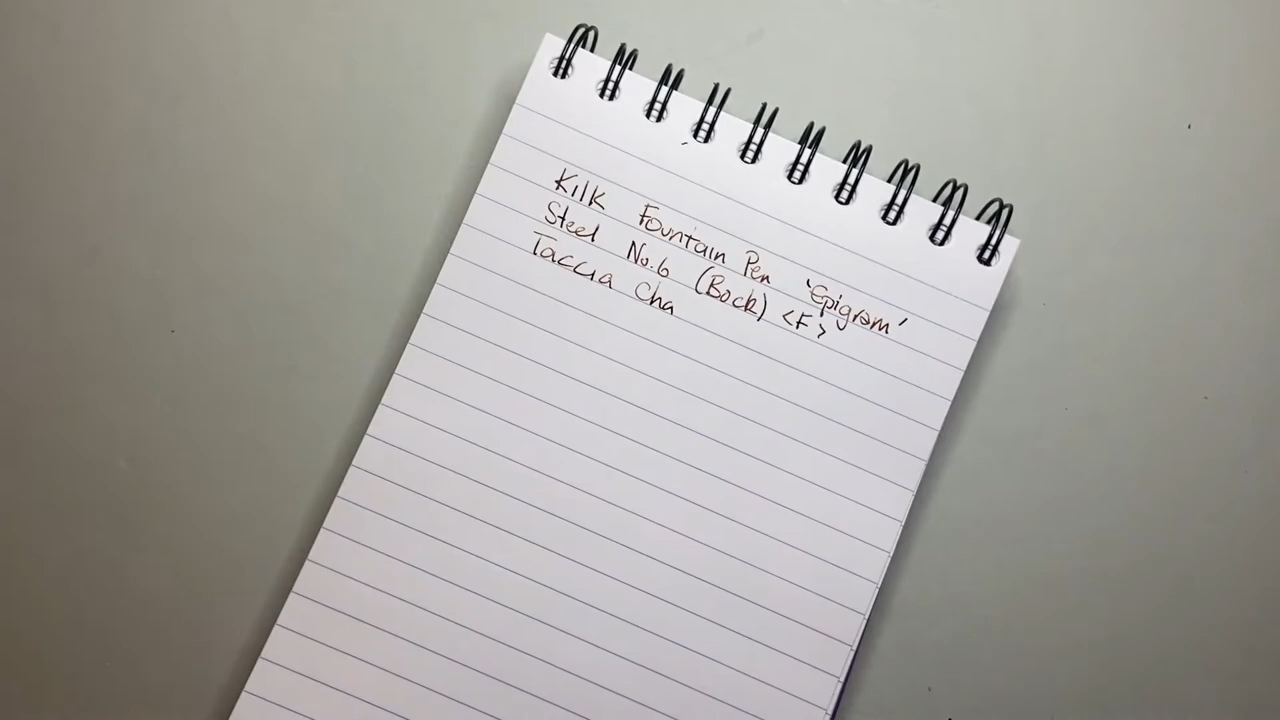 Kilk Fountain Pen 'Epigram'
Steel No.6 (Bock) <F>
Taccia Cha